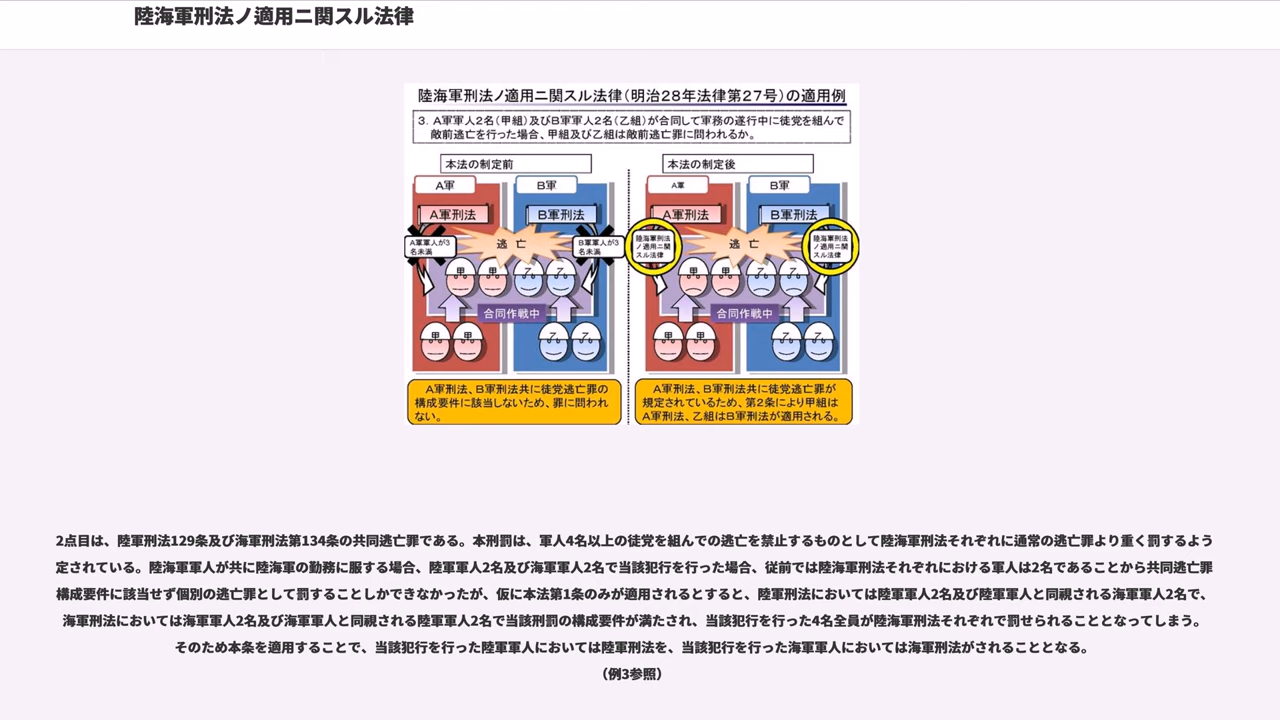 陸海軍刑法ノ適用ニ関スル法律
陸海軍刑法ノ適用ニ関スル法律(明治28年法律第27号)の適用例
3. A軍軍人2名(甲組)及びB軍軍人2名(乙組)が合同して軍務の遂行中に徒党を組んで
敵前逃亡を行った場合、甲組及び乙組は敵前逃亡罪に問われるか。
本法の制定前
A軍
B軍
A軍刑法
B軍刑法
A軍軍人が3
名未満
逃亡
B軍軍人が3
名未満
甲 甲 乙 乙
合同作戦中
甲 甲 乙 乙
A軍刑法、B軍刑法共に徒党逃亡罪の
構成要件に該当しないため、罪に問われ
ない。
本法の制定後
A軍
B軍
A軍刑法
B軍刑法
陸海軍刑法
ノ適用ニ関
スル法律
逃亡
陸海軍刑法
ノ適用ニ関
スル法律
甲 甲 乙 乙
合同作戦中
甲 甲 乙 乙
A軍刑法、B軍刑法共に徒党逃亡罪が
規定されているため、第2条により甲組は
A軍刑法、乙組はB軍刑法が適用される。
2点目は、陸軍刑法129条及び海軍刑法第134条の共同逃亡罪である。本刑罰は、軍人4名以上の徒党を組んでの逃亡を禁止するものとして陸海軍刑法それぞれに通常の逃亡罪より重く罰するよう
定されている。陸海軍軍人が共に陸海軍の勤務に服する場合、陸軍軍人2名及び海軍軍人2名で当該犯行を行った場合、従前では陸海軍刑法それぞれにおける軍人は2名であることから共同逃亡罪
構成要件に該当せず個別の逃亡罪として罰することしかできなかったが、仮に本法第1条のみが適用されるとすると、陸軍刑法においては陸軍軍人2名及び陸軍軍人と同視される海軍軍人2名で、
海軍刑法においては海軍軍人2名及び海軍軍人と同視される陸軍軍人2名で当該刑罰の構成要件が満たされ、当該犯行を行った4名全員が陸海軍刑法それぞれで罰せられることとなってしまう。
そのため本条を適用することで、当該犯行を行った陸軍軍人においては陸軍刑法を、当該犯行を行った海軍軍人においては海軍刑法がされることとなる。
(例3参照)